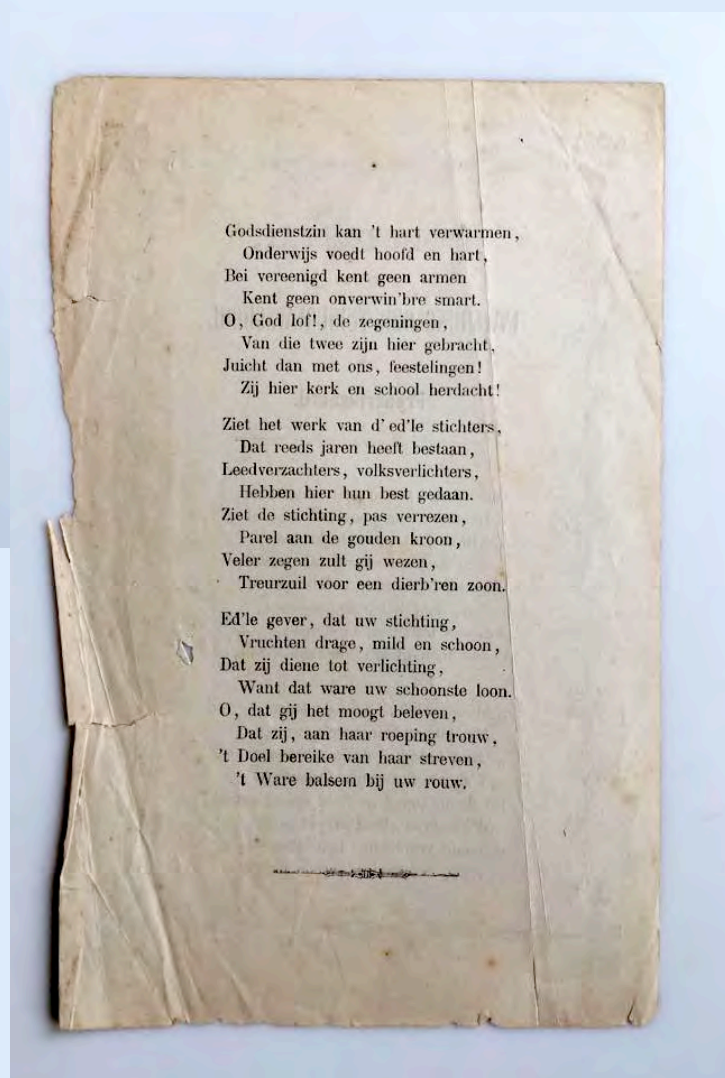 Godsdienstzin kan 't hart verwarmen,
Onderwijs voedt hoofd en hart,
Bei vereenigd kent geen armen
Kent geen onverwin'bre smart.
O, God lof!, de zegeningen,
Van die twee zijn hier gebracht,
Juicht dan met ons, feestelingen!
Zij hier kerk en school herdacht!
Ziet het werk van d' ed'le stichters,
Dat reeds jaren heeft bestaan,
Leedverzachters, volksverlichters,
Hebben hier hun best gedaan.
Ziet de stichting, pas verrezen,
Parel aan de gouden kroon,
Veler zegen zult gij wezen,
Treurzuil voor een dierb'ren zoon.
Ed'le gever, dat uw stichting,
Vruchten drage, mild en schoon,
Dat zij diene tot verlichting,
Want dat ware uw schoonste loon.
O, dat gij het moogt beleven,
Dat zij, aan haar roeping trouw,
't Doel bereike van haar streven,
't Ware balsem bij uw rouw.